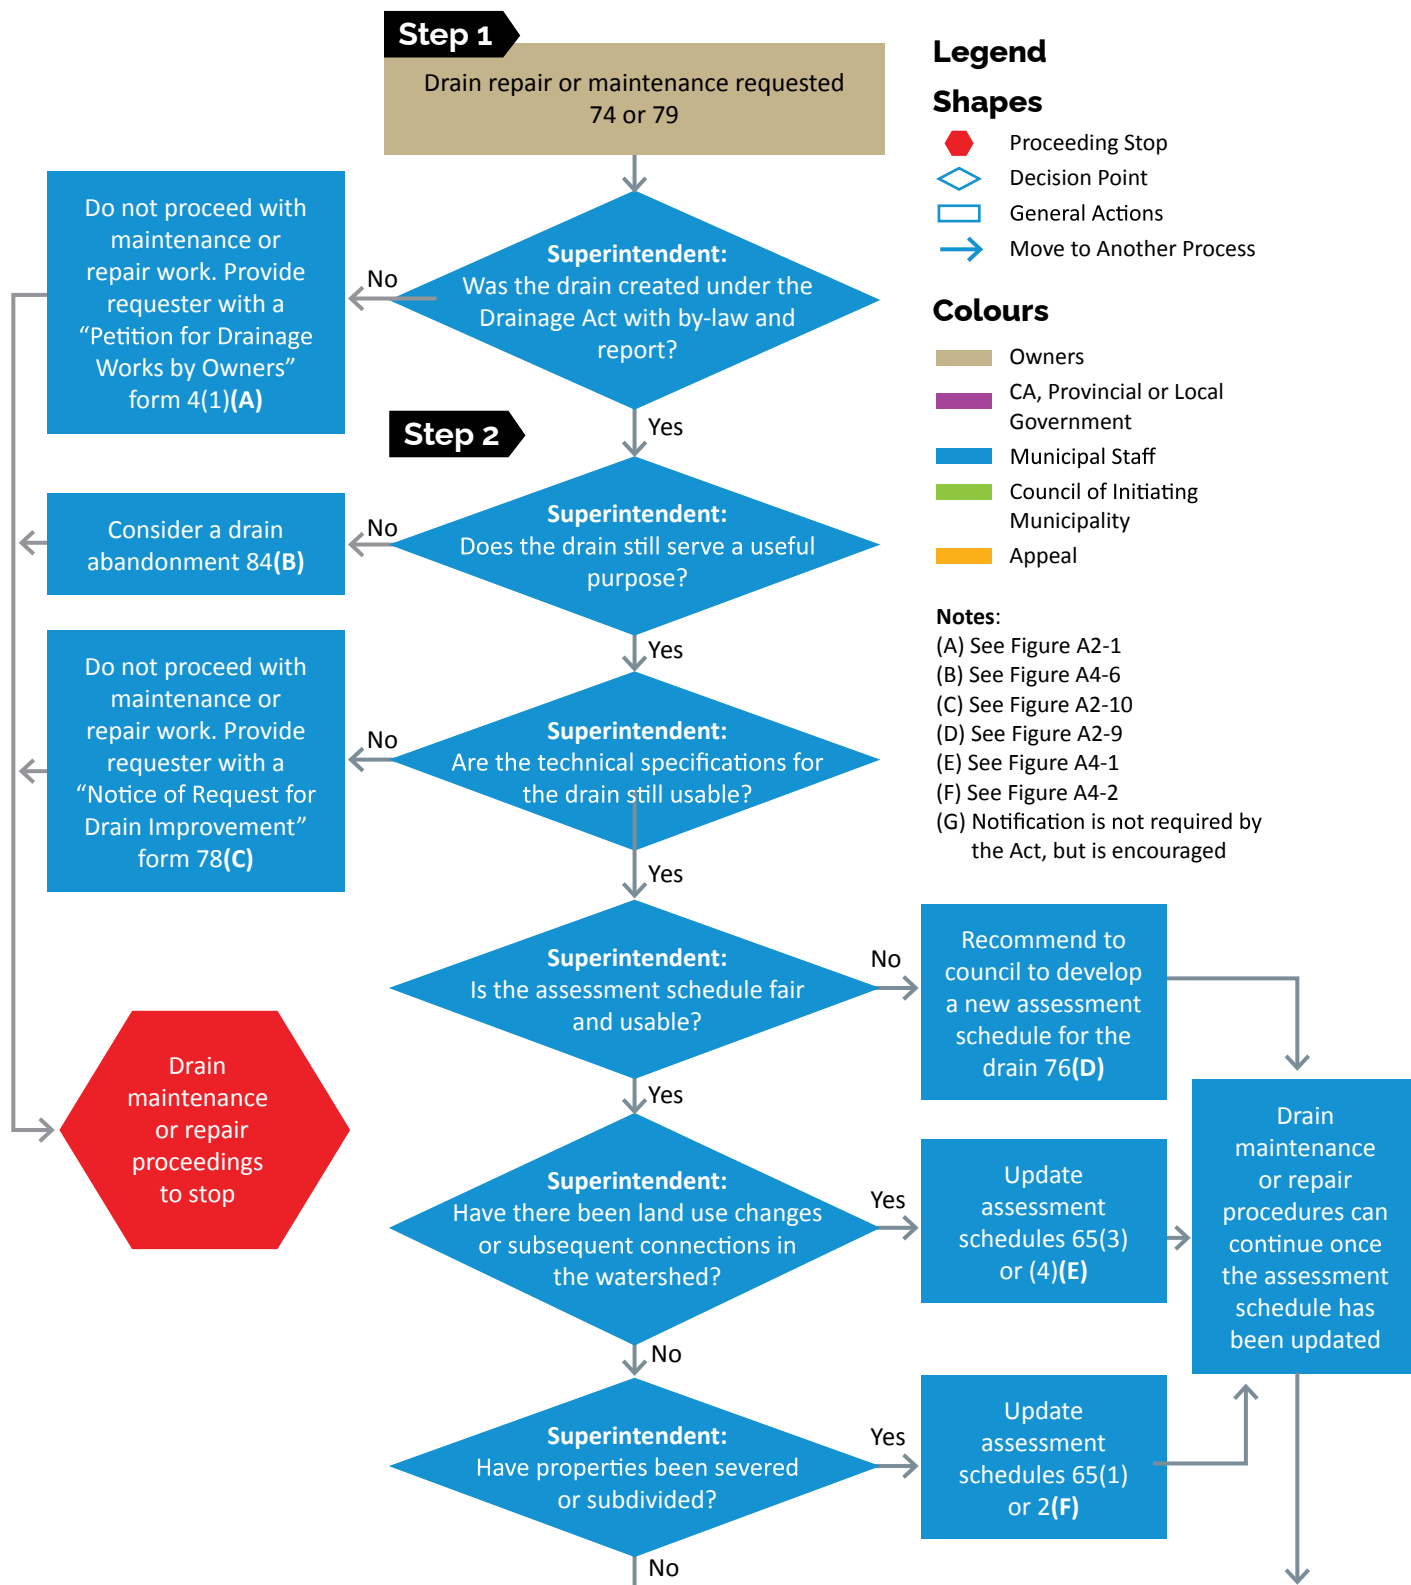 Step 1
Drain repair or maintenance requested
74 or 79
Legend
Shapes
Proceeding Stop
Decision Point
General Actions
Move to Another Process
Colours
Owners
CA, Provincial or Local
Government
Municipal Staff
Council of Initiating
Municipality
Appeal
Notes:
(A) See Figure A2-1
(B) See Figure A4-6
(C) See Figure A2-10
(D) See Figure A2-9
(E) See Figure A4-1
(F) See Figure A4-2
(G) Notification is not required by
the Act, but is encouraged
Superintendent:
Was the drain created under the
Drainage Act with by-law and
report?
No
Do not proceed with
maintenance or
repair work. Provide
requester with a
“Petition for Drainage
Works by Owners”
form 4(1)(A)
Yes
Step 2
Superintendent:
Does the drain still serve a useful
purpose?
No
Consider a drain
abandonment 84(B)
Yes
Superintendent:
Are the technical specifications for
the drain still usable?
No
Do not proceed with
maintenance or
repair work. Provide
requester with a
“Notice of Request for
Drain Improvement”
form 78(C)
Yes
Drain
maintenance
or repair
proceedings
to stop
Superintendent:
Is the assessment schedule fair
and usable?
No
Recommend to
council to develop
a new assessment
schedule for the
drain 76(D)
Yes
Superintendent:
Have there been land use changes
or subsequent connections in
the watershed?
Yes
Update
assessment
schedules 65(3)
or (4)(E)
Drain
maintenance
or repair
procedures can
continue once
the assessment
schedule has
been updated
No
Superintendent:
Have properties been severed
or subdivided?
Yes
Update
assessment
schedules 65(1)
or 2(F)
No